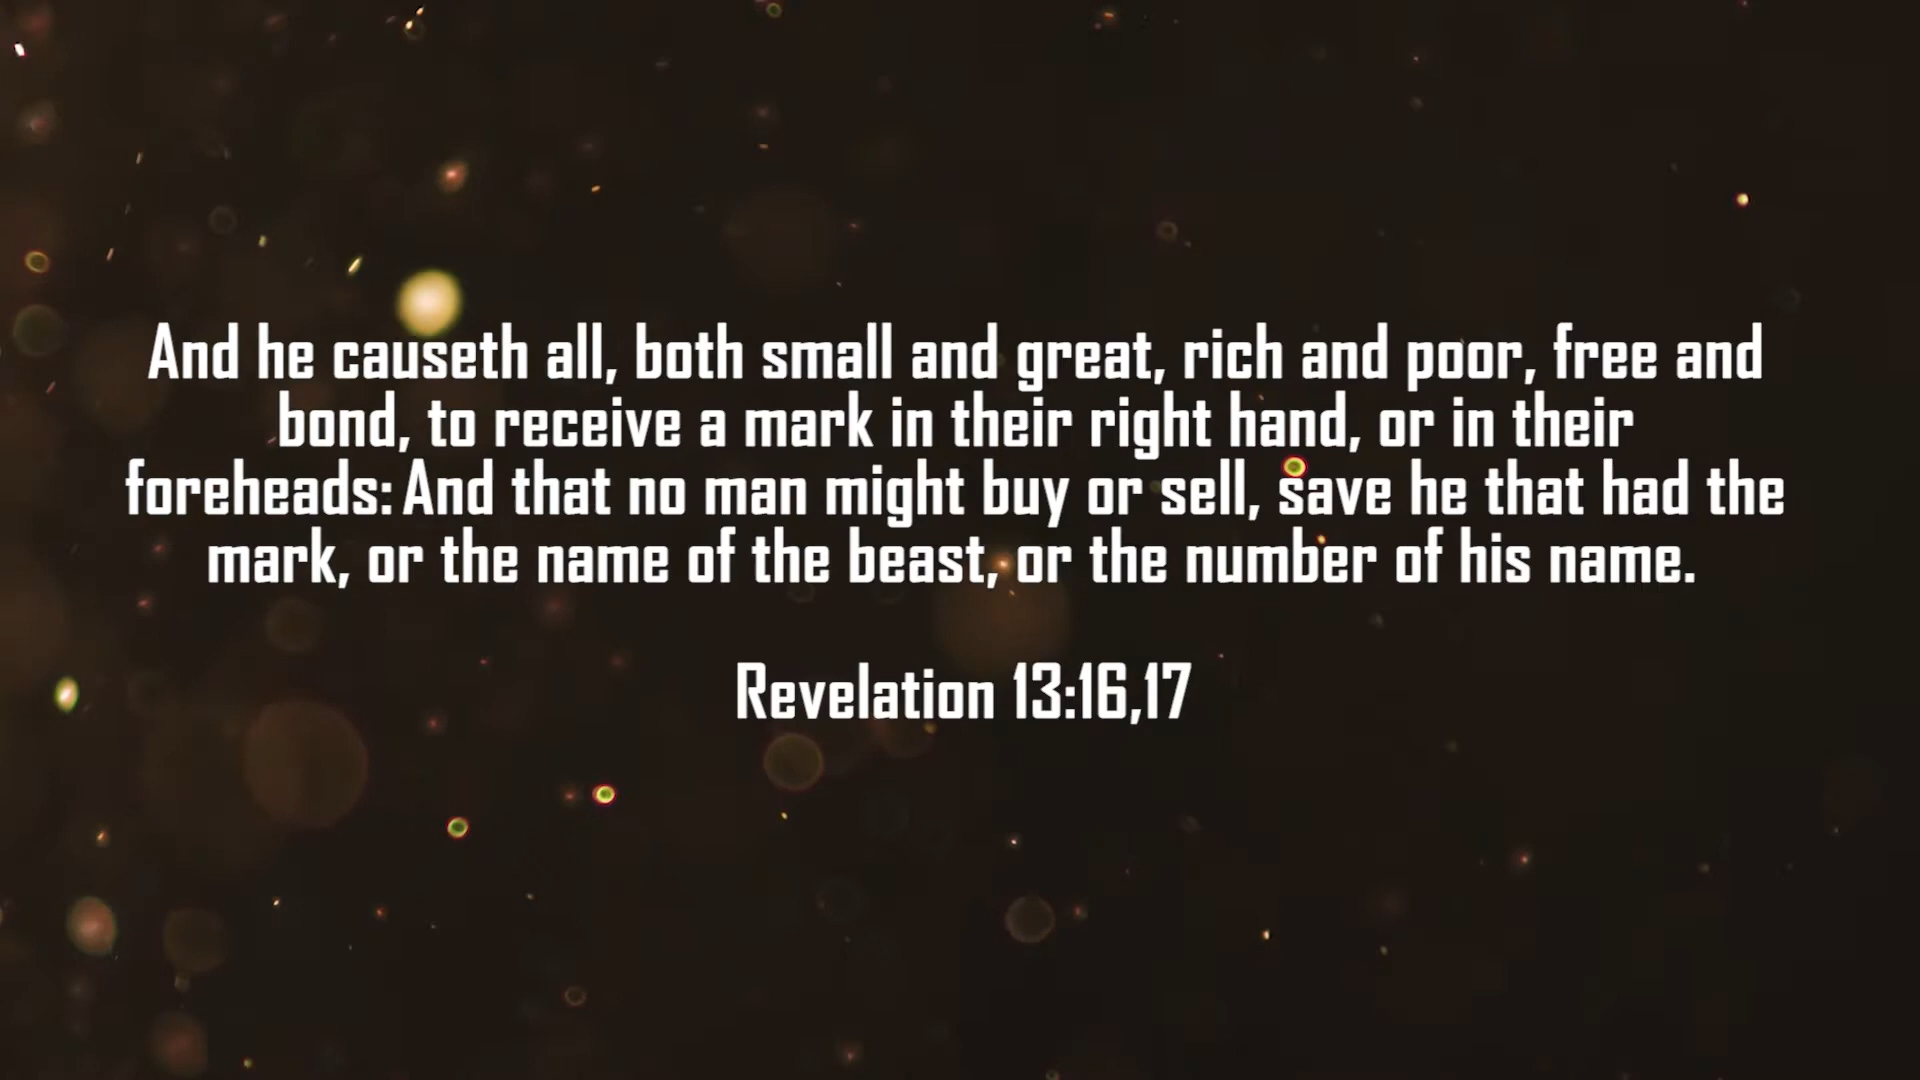 And he causeth all, both small and great, rich and poor, free and
bond, to receive a mark in their right hand, or in their
foreheads: And that no man might buy or sell, save he that had the
mark, or the name of the beast, or the number of his name.
Revelation 13:16,17